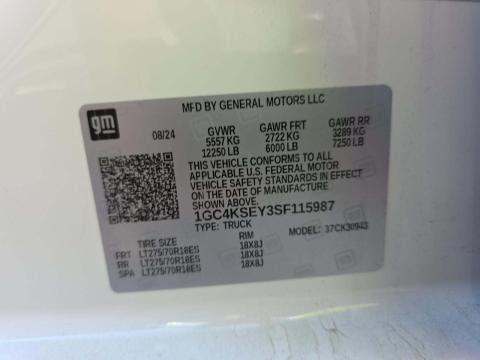 MFD BY GENERAL MOTORS LLC
gm
08/24 GVWR GAWR FRT GAWR RR
5557 KG 2722 KG 3289 KG
12250 LB 6000 LB 7250 LB
THIS VEHICLE CONFORMS TO ALL
APPLICABLE U.S. FEDERAL MOTOR
VEHICLE SAFETY STANDARDS IN EFFECT ON
THE DATE OF MANUFACTURE SHOWN ABOVE.
1GC4KSEY3SF115987
TYPE: TRUCK MODEL: 37CK30943
TIRE SIZE RIM
FRT LT275/70R18ES 18X8J
RR LT275/70R18ES 18X8J
SPA LT275/70R18ES 18X8J